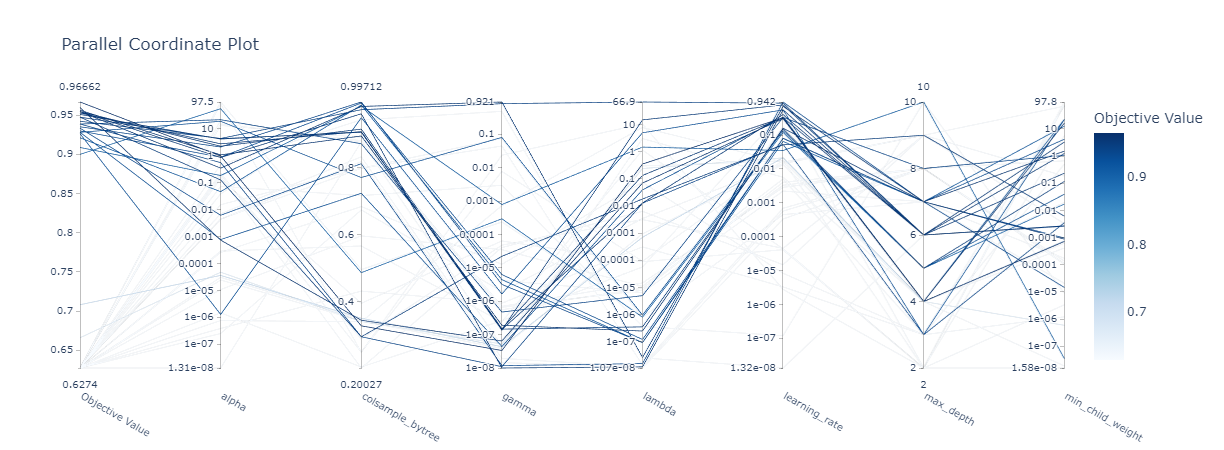 Parallel Coordinate Plot
0.96662
0.95
0.9
0.85
0.8
0.75
0.7
0.65
0.6274
Objective Value
97.5
10
1
0.1
0.01
0.001
0.0001
1e-05
1e-06
1e-07
1.31e-08
alpha
0.99712
0.8
0.6
0.4
0.20027
colsample_bytree
0.921
0.1
0.01
0.001
0.0001
1e-05
1e-06
1e-07
1e-08
gamma
66.9
10
1
0.1
0.01
0.001
0.0001
1e-05
1e-06
1e-07
1.07e-08
lambda
0.942
0.1
0.01
0.001
0.0001
1e-05
1e-06
1e-07
1.32e-08
learning_rate
10
10
8
6
4
2
2
max_depth
97.8
10
1
0.1
0.01
0.001
0.0001
1e-05
1e-06
1e-07
1.58e-08
min_child_weight
Objective Value
0.9
0.8
0.7